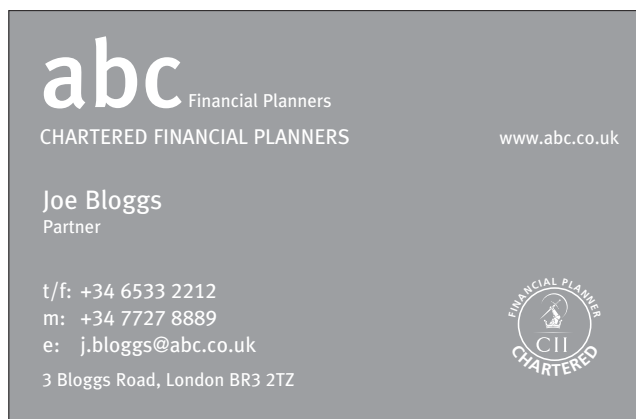 abc Financial Planners
CHARTERED FINANCIAL PLANNERS
www.abc.co.uk
Joe Bloggs
Partner
t/f: +34 6533 2212
m: +34 7727 8889
e: j.bloggs@abc.co.uk
3 Bloggs Road, London BR3 2TZ
FINANCIAL PLANNER
CII
CHARTERED